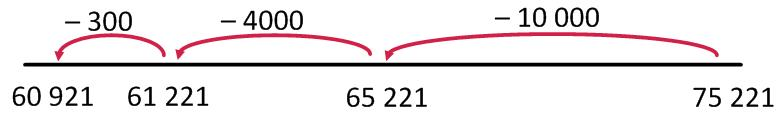 – 300 – 4000 – 10 000
60 921 61 221 65 221 75 221